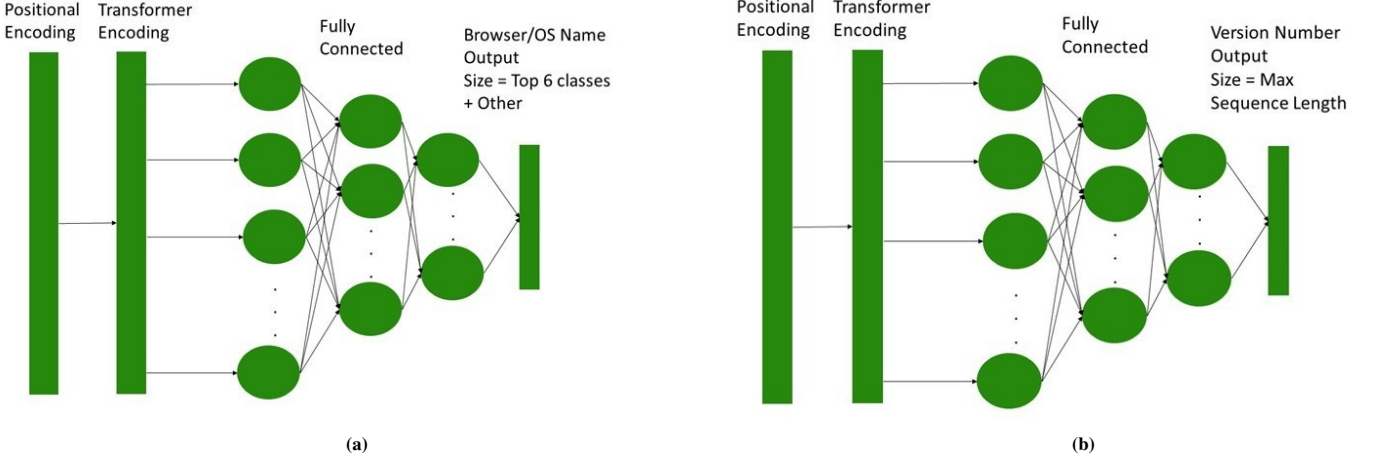 Positional
Encoding
Transformer
Encoding
Fully
Connected
Browser/OS Name
Output
Size = Top 6 classes
+ Other
(a)
Positional
Encoding
Transformer
Encoding
Fully
Connected
Version Number
Output
Size = Max
Sequence Length
(b)